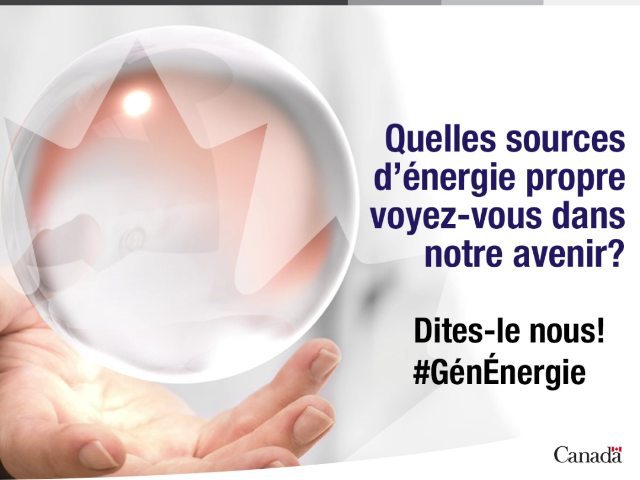 Quelles sources
d’énergie propre
voyez-vous dans
notre avenir?
Dites-le nous!
#GénÉnergie
Canada